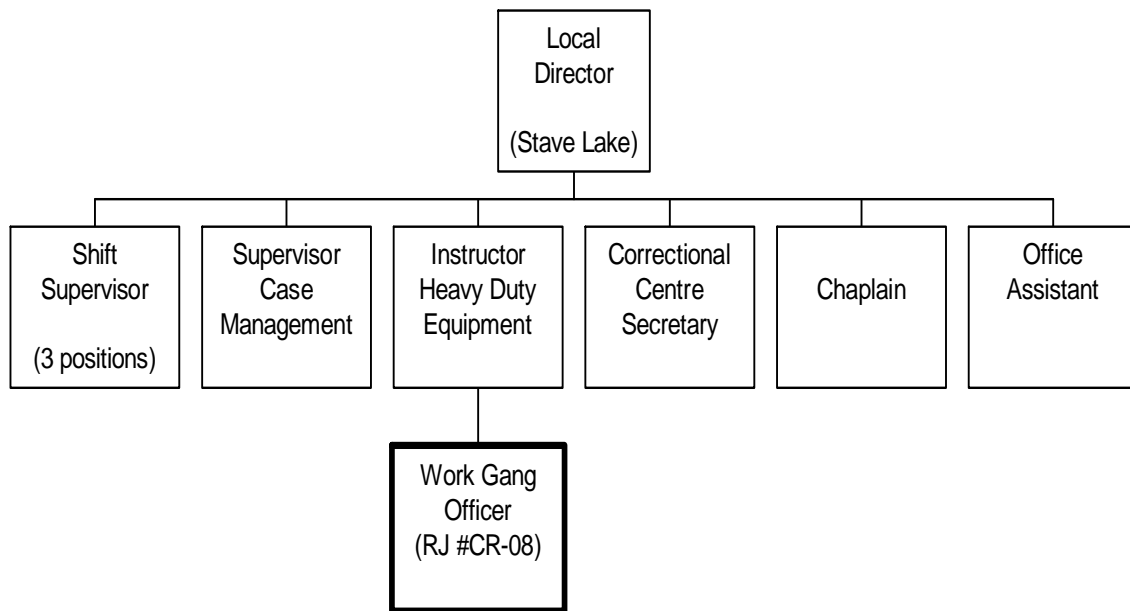 Local
Director
(Stave Lake)
Shift
Supervisor
(3 positions)
Supervisor
Case
Management
Instructor
Heavy Duty
Equipment
Correctional
Centre
Secretary
Chaplain
Office
Assistant
Work Gang
Officer
(RJ #CR-08)